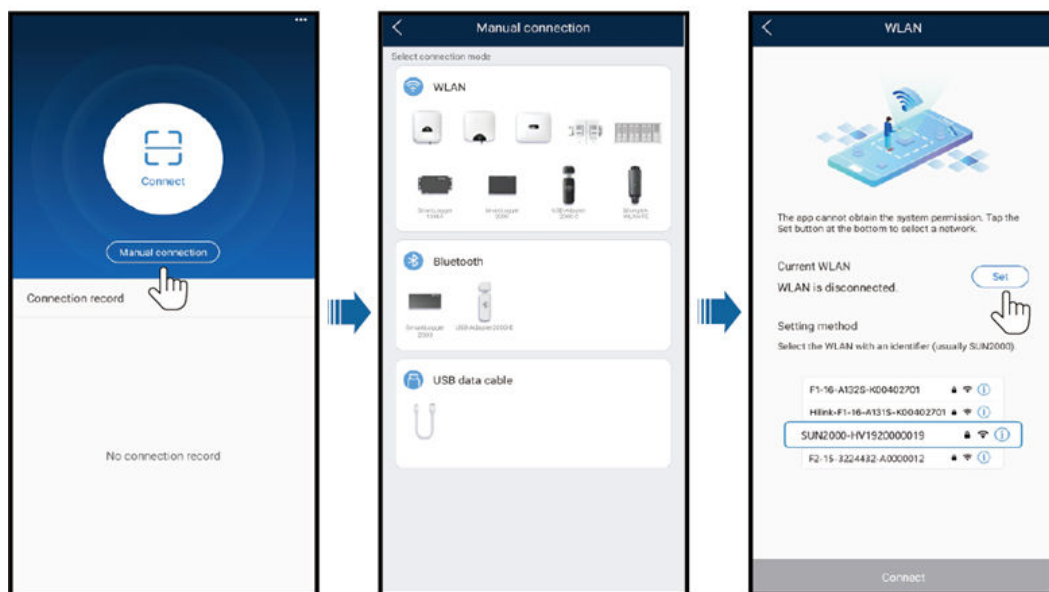 Connect
Manual connection
Connection record
No connection record
Manual connection
Select connection mode
WLAN
Bluetooth
USB data cable
WLAN
The app cannot obtain the system permission. Tap the
Set button at the bottom to select a network.
Current WLAN
WLAN is disconnected.
Set
Setting method
Select the WLAN with an identifier (usually SUN2000).
F1-16-A132S-K00402701
Hilink-F1-16-A131S-K00402701
SUN2000-HV1920000019
F2-15-3224432-A0000012
Connect